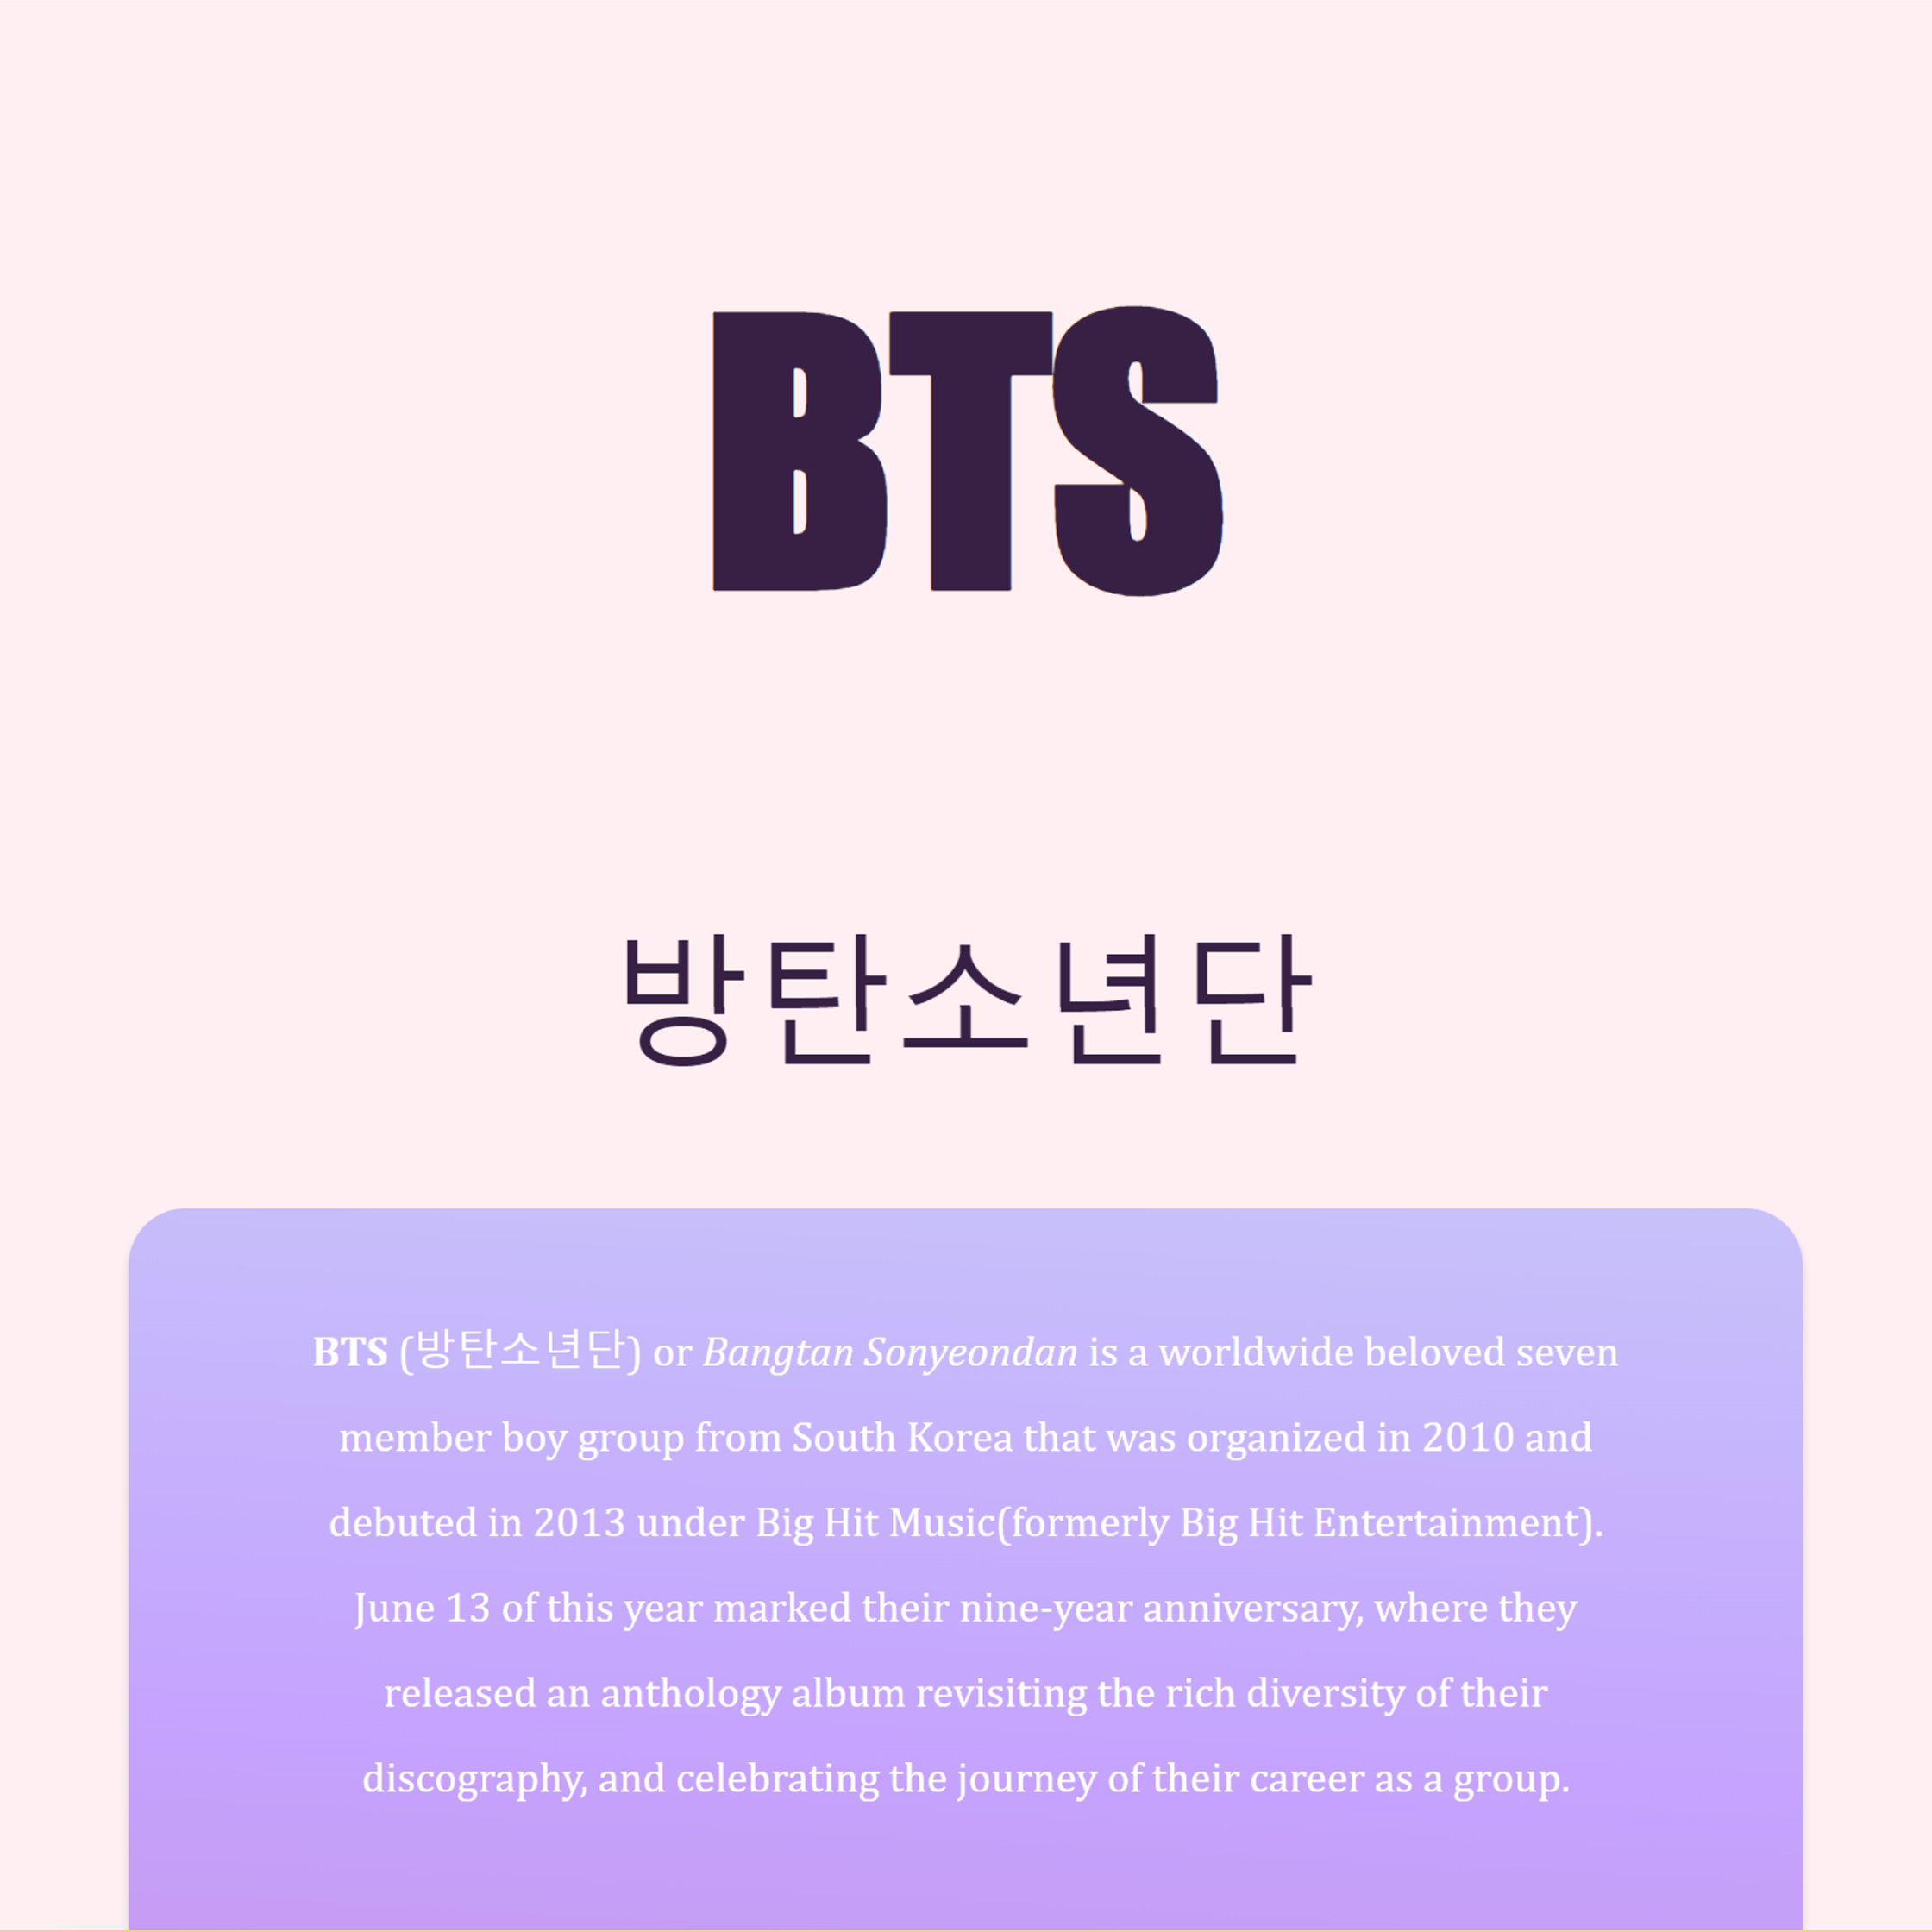 BTS
방탄소년단
BTS (방탄소년단) or Bangtan Sonyeondan is a worldwide beloved seven
member boy group from South Korea that was organized in 2010 and
debuted in 2013 under Big Hit Music(formerly Big Hit Entertainment).
June 13 of this year marked their nine-year anniversary, where they
released an anthology album revisiting the rich diversity of their
discography, and celebrating the journey of their career as a group.